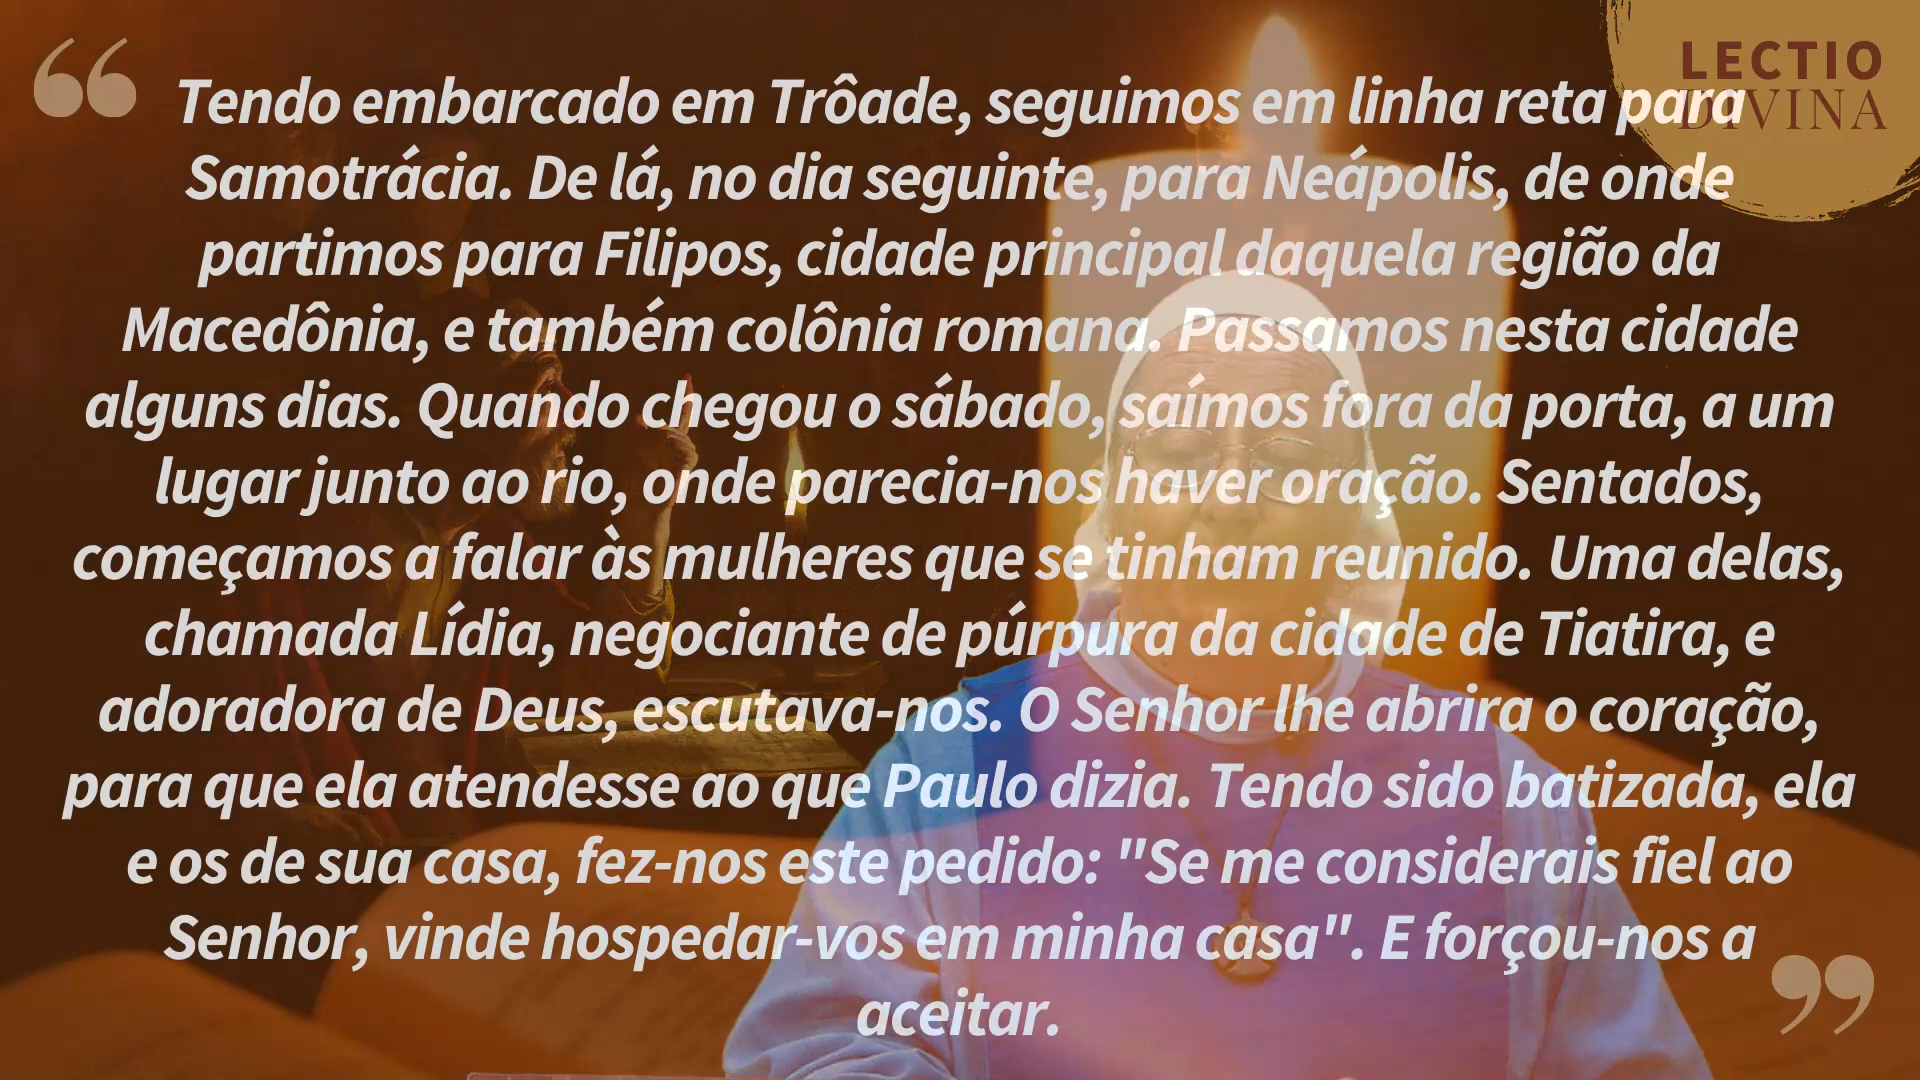 LECTIO
DIVINA
Tendo embarcado em Trôade, seguimos em linha reta para
Samotrácia. De lá, no dia seguinte, para Neápolis, de onde
partimos para Filipos, cidade principal daquela região da
Macedônia, e também colônia romana. Passamos nesta cidade
alguns dias. Quando chegou o sábado, saímos fora da porta, a um
lugar junto ao rio, onde parecia-nos haver oração. Sentados,
começamos a falar às mulheres que se tinham reunido. Uma delas,
chamada Lídia, negociante de púrpura da cidade de Tiatira, e
adoradora de Deus, escutava-nos. O Senhor lhe abrira o coração,
para que ela atendesse ao que Paulo dizia. Tendo sido batizada, ela
e os de sua casa, fez-nos este pedido: "Se me considerais fiel ao
Senhor, vinde hospedar-vos em minha casa". E forçou-nos a
aceitar.